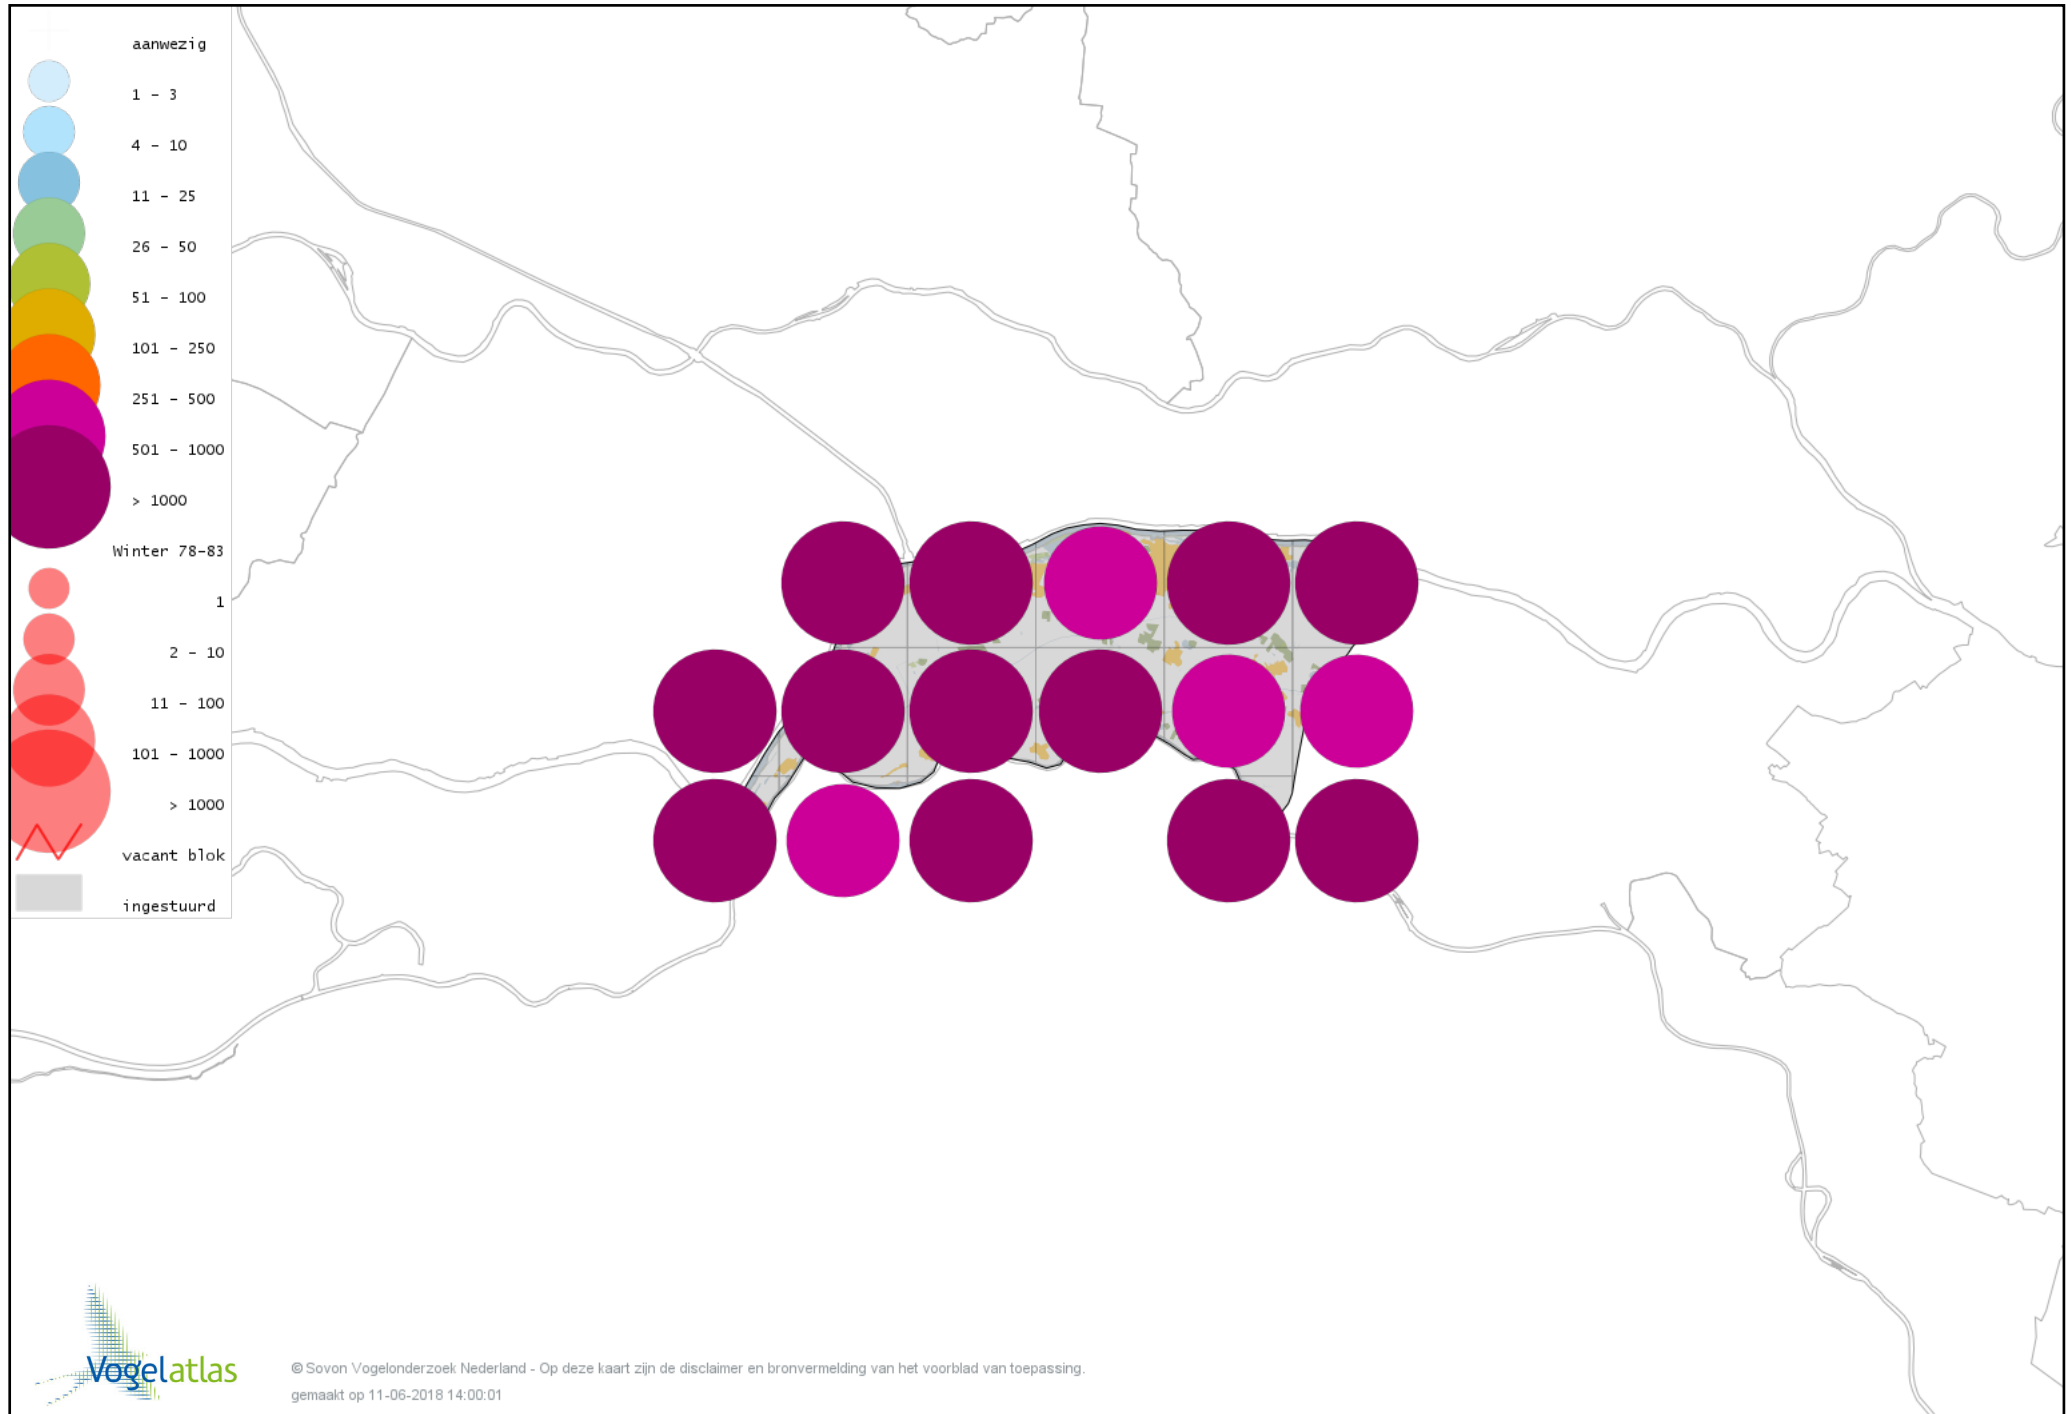 aanwezig
1 - 3
4 - 10
11 - 25
26 - 50
51 - 100
101 - 250
251 - 500
501 - 1000
> 1000
Winter 78-83
1
2 - 10
11 - 100
101 - 1000
> 1000
vacant blok
ingestuurd
Vogelatlas
© Sovon Vogelonderzoek Nederland - Op deze kaart zijn de disclaimer en bronvermelding van het voorblad van toepassing.
gemaakt op 11-06-2018 14:00:01